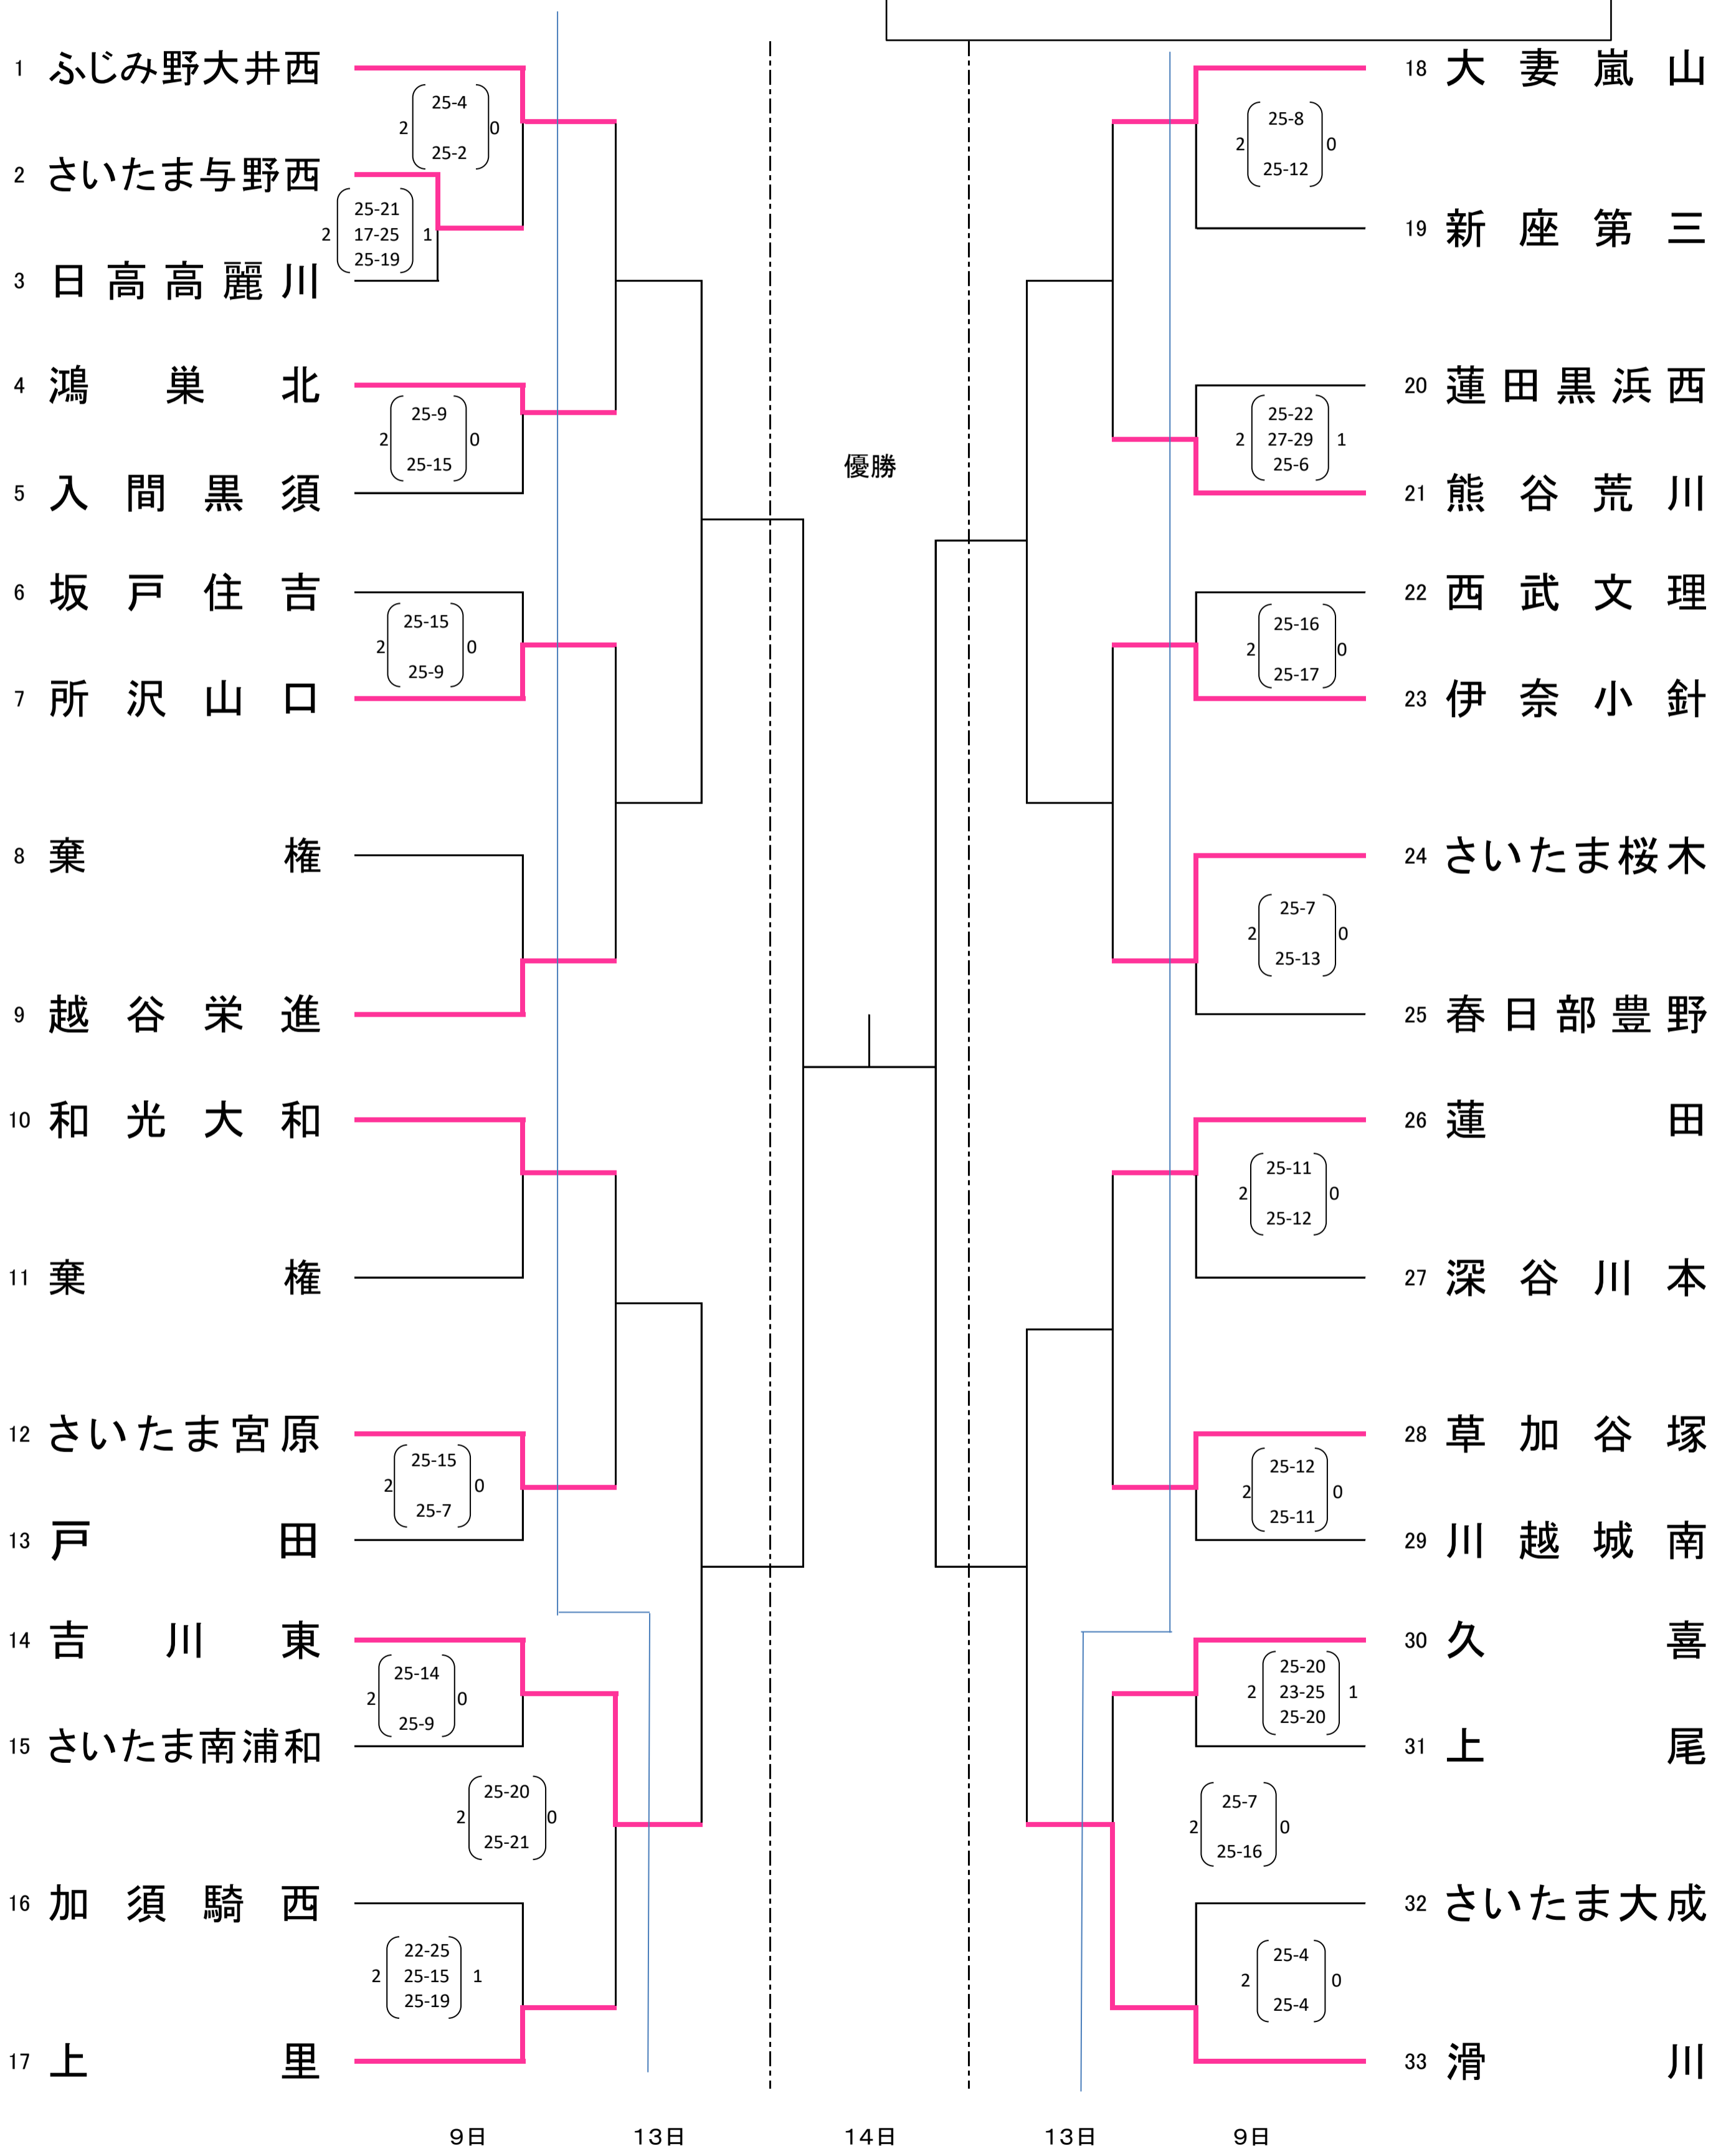 1 ふじみ野大井西
2 25-4 25-2 0
2 さいたま与野西
2 25-21 17-25 25-19 1
3 日高高麗川
4 鴻巣北
2 25-9 25-15 0
5 入間黒須
6 坂戸住吉
2 25-15 25-9 0
7 所沢山口
8 棄権
9 越谷栄進
10 和光大和
11 棄権
12 さいたま宮原
2 25-15 25-7 0
13 戸田
14 吉川東
2 25-14 25-9 0
15 さいたま南浦和
2 25-20 25-21 0
16 加須騎西
2 22-25 25-15 25-19 1
17 上里
優勝
18 大妻嵐山
2 25-8 25-12 0
19 新座第三
20 蓮田黒浜西
2 25-22 27-29 25-6 1
21 熊谷荒川
22 西武文理
2 25-16 25-17 0
23 伊奈小針
24 さいたま桜木
2 25-7 25-13 0
25 春日部豊野
26 蓮田
2 25-11 25-12 0
27 深谷川本
28 草加谷塚
2 25-12 25-11 0
29 川越城南
30 久喜
2 25-20 23-25 25-20 1
31 上尾
2 25-7 25-16 0
32 さいたま大成
2 25-4 25-4 0
33 滑川
9日 13日 14日 13日 9日